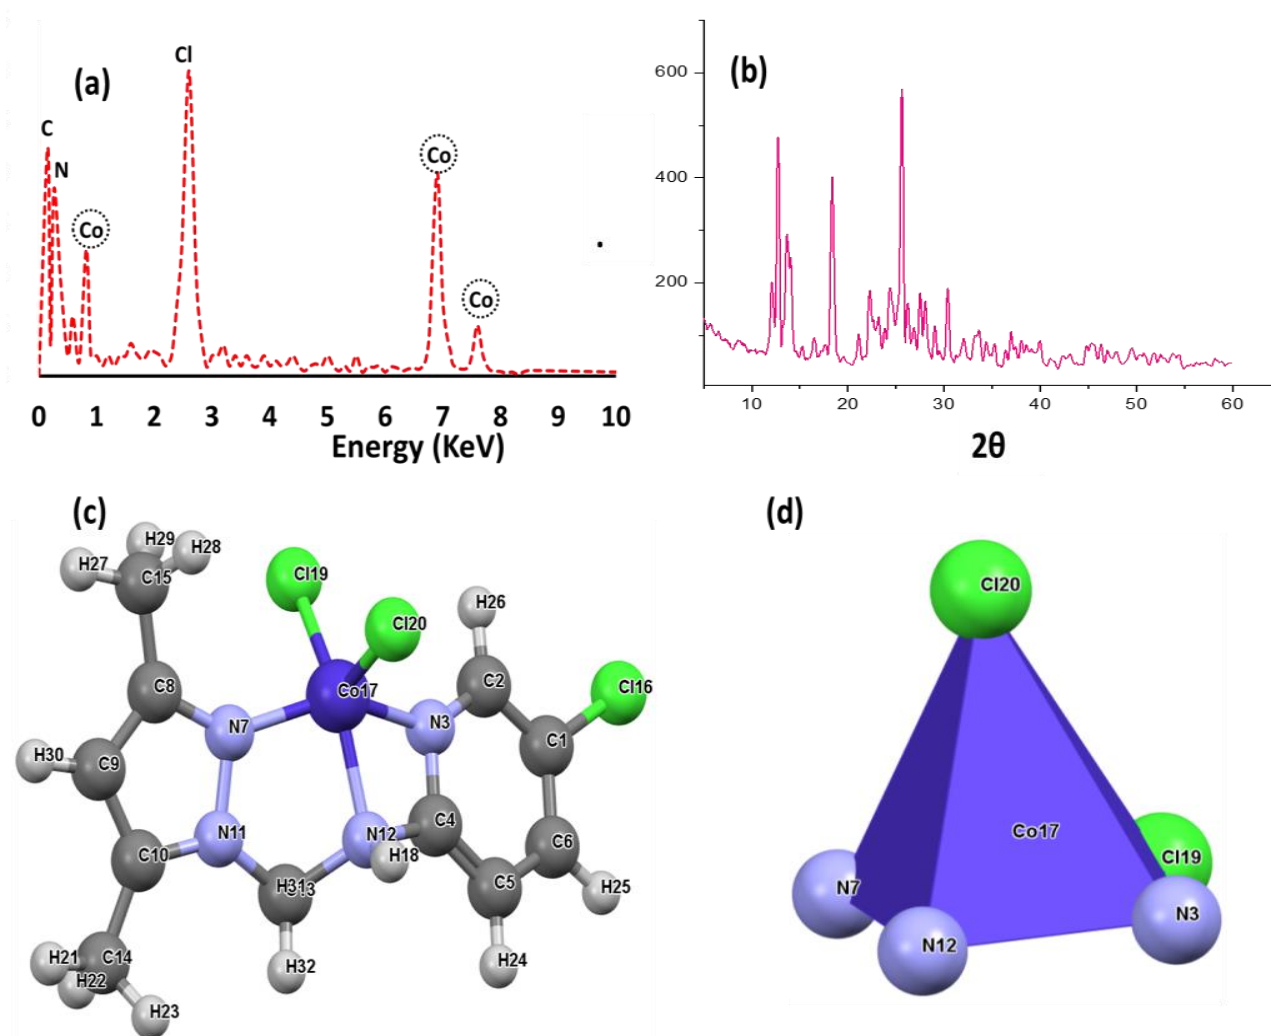 (a)
Cl
C
N
Co
Co
Co
0 1 2 3 4 5 6 7 8 9 10
Energy (KeV)
(b)
600
400
200
10 20 30 40 50 60
2θ
(c)
H29
H28
H27
C15
Cl19
Cl20
H26
C8
Co17
C2
Cl16
N7
N3
C1
H30
C9
N11
N12
C4
C10
H18
C6
H31
C5
H25
H21
C14
H22
H32
H24
H23
(d)
Cl20
Co17
Cl19
N7
N3
N12